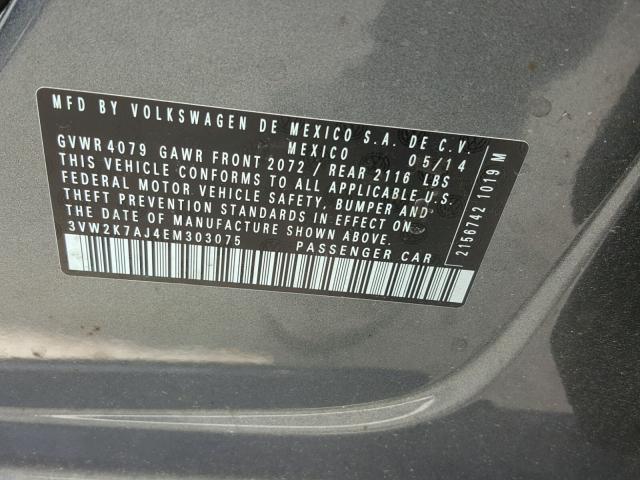 MFD BY VOLKSWAGEN DE MEXICO S.A. DE C.V.
MEXICO 05/14
GVWR 4079 GAWR FRONT 2072 / REAR 2116 LBS
THIS VEHICLE CONFORMS TO ALL APPLICABLE U.S.
FEDERAL MOTOR VEHICLE SAFETY, BUMPER AND
THEFT PREVENTION STANDARDS IN EFFECT ON
THE DATE OF MANUFACTURE SHOWN ABOVE.
3VW2K7AJ4EM303075 PASSENGER CAR
2156742 1019 M